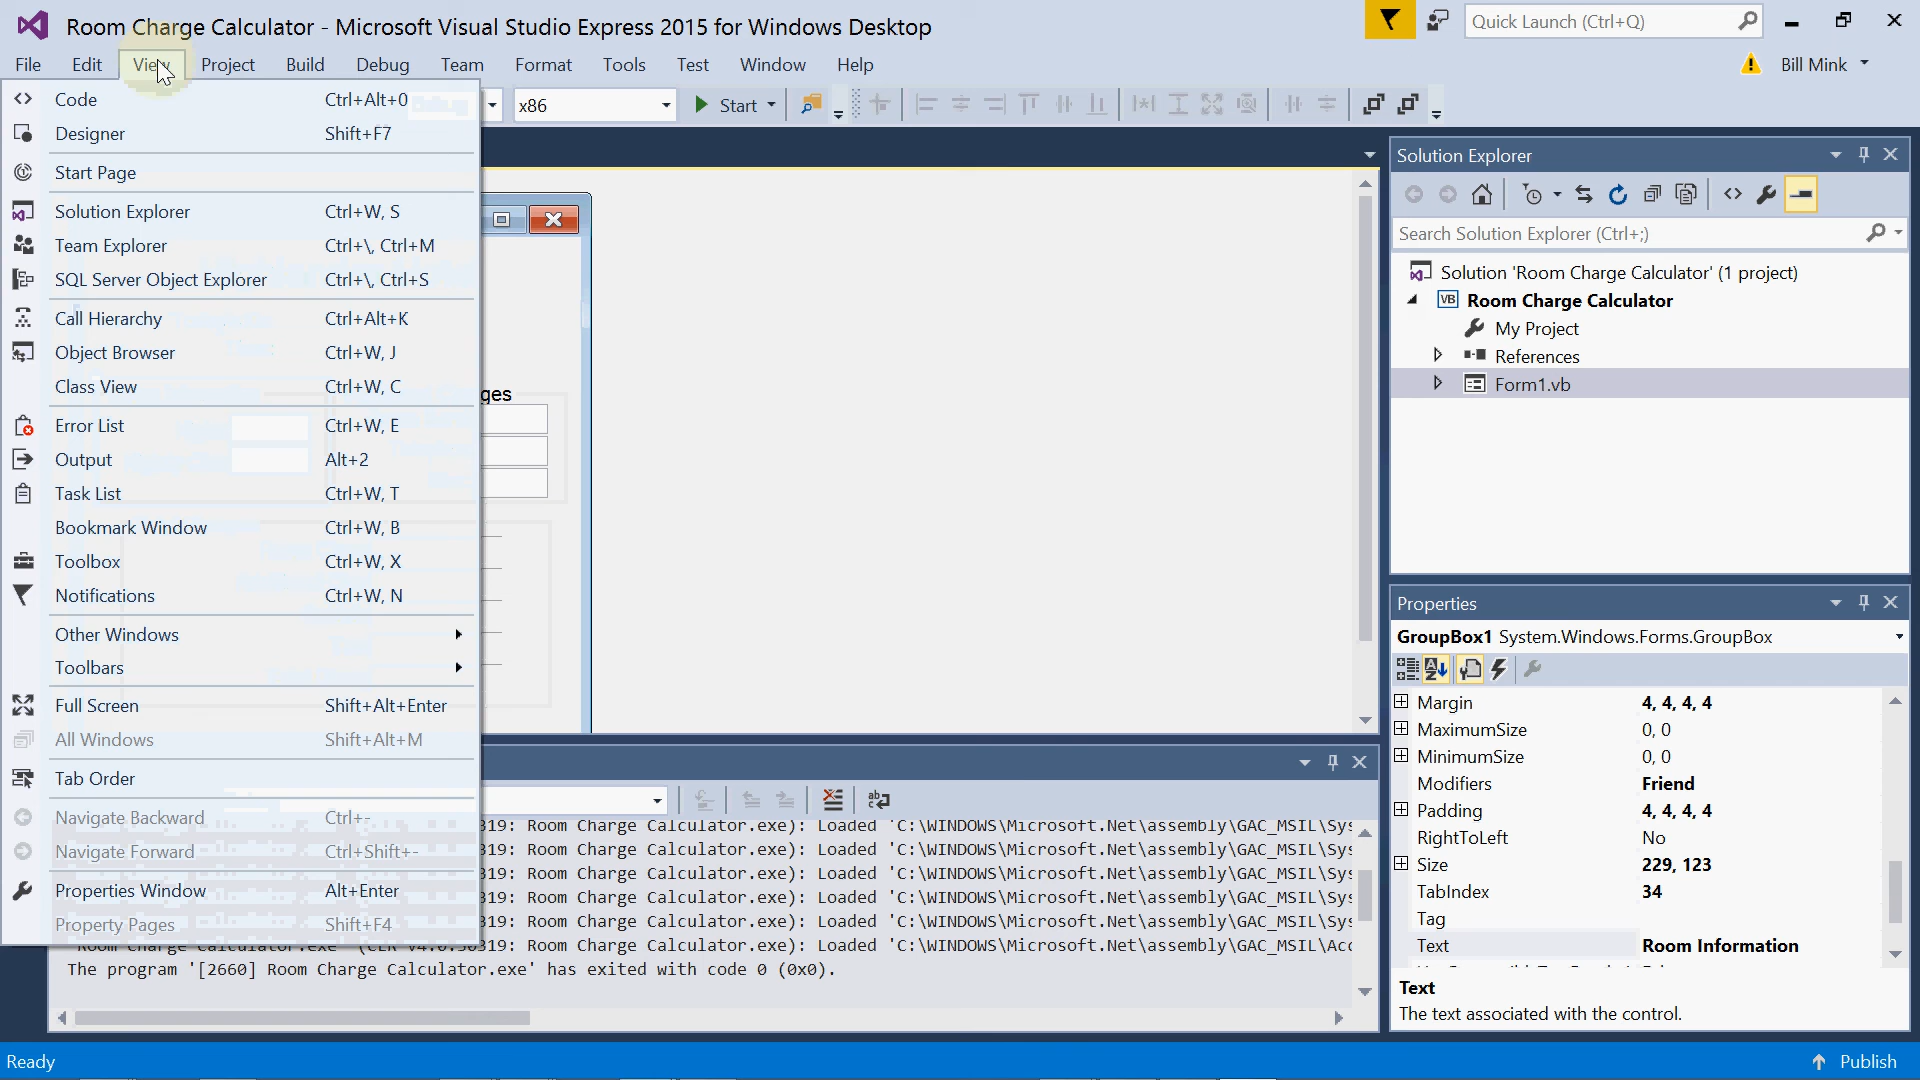 Room Charge Calculator - Microsoft Visual Studio Express 2015 for Windows Desktop
Quick Launch (Ctrl+Q)
File Edit View Project Build Debug Team Format Tools Test Window Help
Bill Mink
x86
Start
Code Ctrl+Alt+0
Designer Shift+F7
Start Page
Solution Explorer Ctrl+W, S
Team Explorer Ctrl+\, Ctrl+M
SQL Server Object Explorer Ctrl+\, Ctrl+S
Call Hierarchy Ctrl+Alt+K
Object Browser Ctrl+W, J
Class View Ctrl+W, C
Error List Ctrl+W, E
Output Alt+2
Task List Ctrl+W, T
Bookmark Window Ctrl+W, B
Toolbox Ctrl+W, X
Notifications Ctrl+W, N
Other Windows
Toolbars
Full Screen Shift+Alt+Enter
All Windows Shift+Alt+M
Tab Order
Navigate Backward Ctrl+-
Navigate Forward Ctrl+Shift+-
Properties Window Alt+Enter
Property Pages Shift+F4
ges
319: Room Charge Calculator.exe): Loaded 'C:\WINDOWS\Microsoft.Net\assembly\GAC_MSIL\Sys
319: Room Charge Calculator.exe): Loaded 'C:\WINDOWS\Microsoft.Net\assembly\GAC_MSIL\Sys
319: Room Charge Calculator.exe): Loaded 'C:\WINDOWS\Microsoft.Net\assembly\GAC_MSIL\Sys
319: Room Charge Calculator.exe): Loaded 'C:\WINDOWS\Microsoft.Net\assembly\GAC_MSIL\Sys
319: Room Charge Calculator.exe): Loaded 'C:\WINDOWS\Microsoft.Net\assembly\GAC_MSIL\Sys
319: Room Charge Calculator.exe): Loaded 'C:\WINDOWS\Microsoft.Net\assembly\GAC_MSIL\Acc
The program '[2660] Room Charge Calculator.exe' has exited with code 0 (0x0).
Solution Explorer
Search Solution Explorer (Ctrl+;)
Solution 'Room Charge Calculator' (1 project)
VB Room Charge Calculator
My Project
References
Form1.vb
Properties
GroupBox1 System.Windows.Forms.GroupBox
Margin 4, 4, 4, 4
MaximumSize 0, 0
MinimumSize 0, 0
Modifiers Friend
Padding 4, 4, 4, 4
RightToLeft No
Size 229, 123
TabIndex 34
Tag
Text Room Information
Text
The text associated with the control.
Ready
Publish